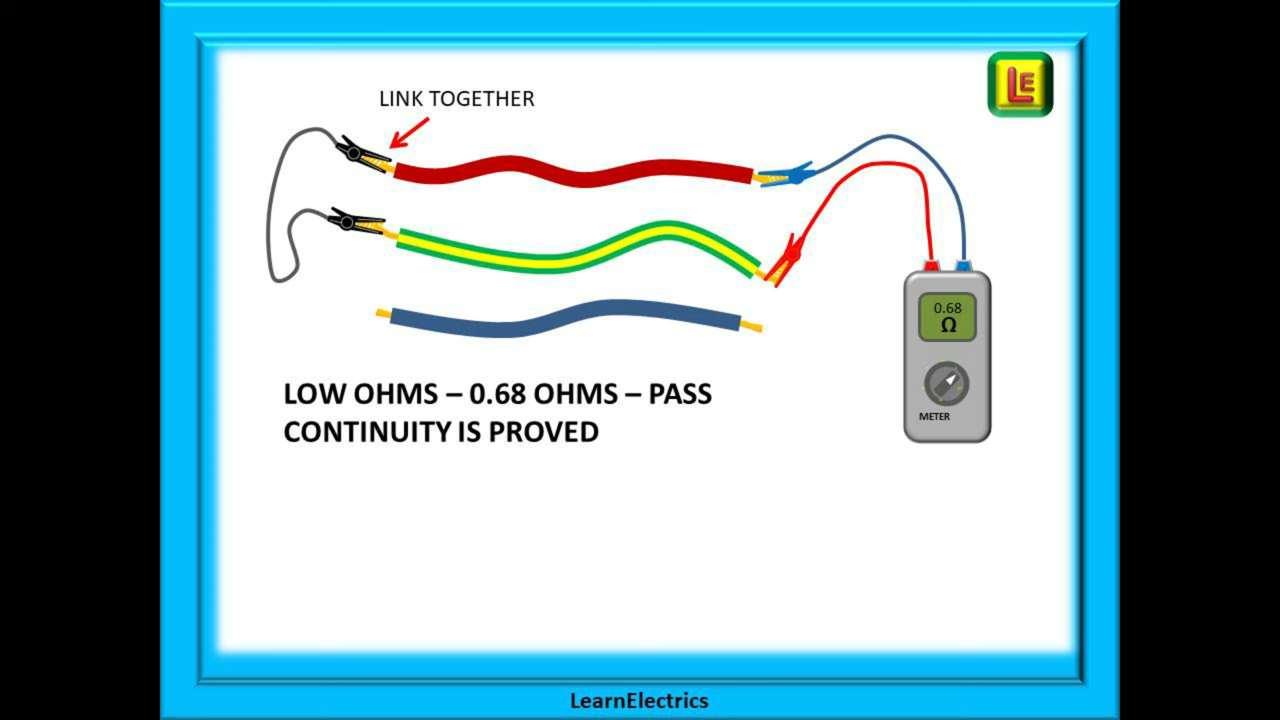 LINK TOGETHER
LE
0.68
Ω
METER
LOW OHMS – 0.68 OHMS – PASS
CONTINUITY IS PROVED
LearnElectrics